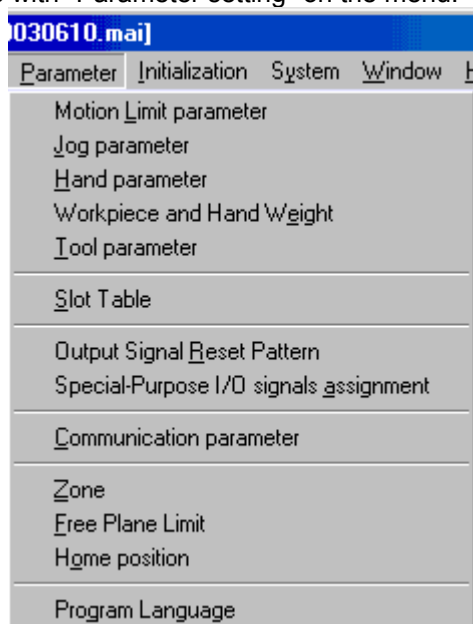 with "Parameter setting" on the menu.
0030610.mai]
Parameter Initialization System Window
Motion Limit parameter
Jog parameter
Hand parameter
Workpiece and Hand Weight
Tool parameter
Slot Table
Output Signal Reset Pattern
Special-Purpose I/O signals assignment
Communication parameter
Zone
Free Plane Limit
Home position
Program Language